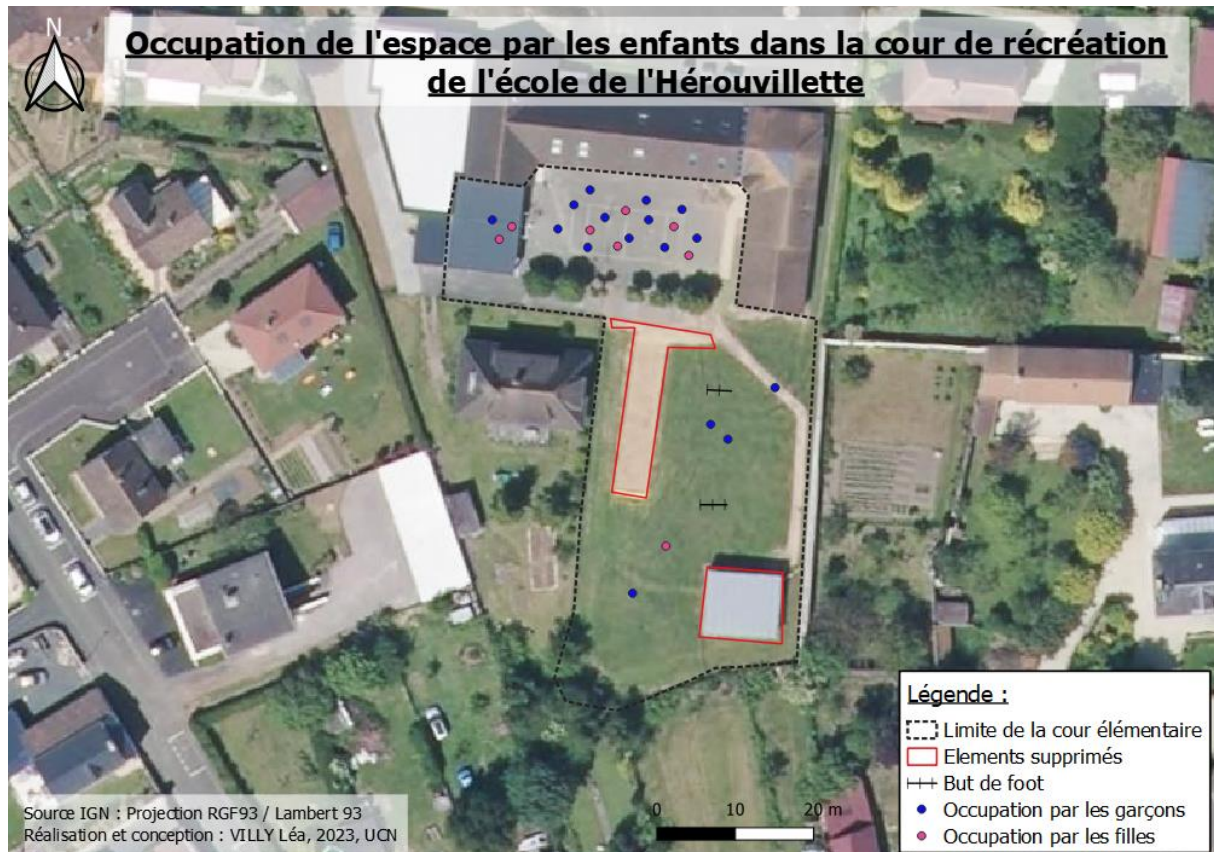 N
Occupation de l'espace par les enfants dans la cour de récréation
de l'école de l'Hérouvillette
Légende :
Limite de la cour élémentaire
Elements supprimés
But de foot
Occupation par les garçons
Occupation par les filles
0 10 20 m
Source IGN : Projection RGF93 / Lambert 93
Réalisation et conception : VILLY Léa, 2023, UCN